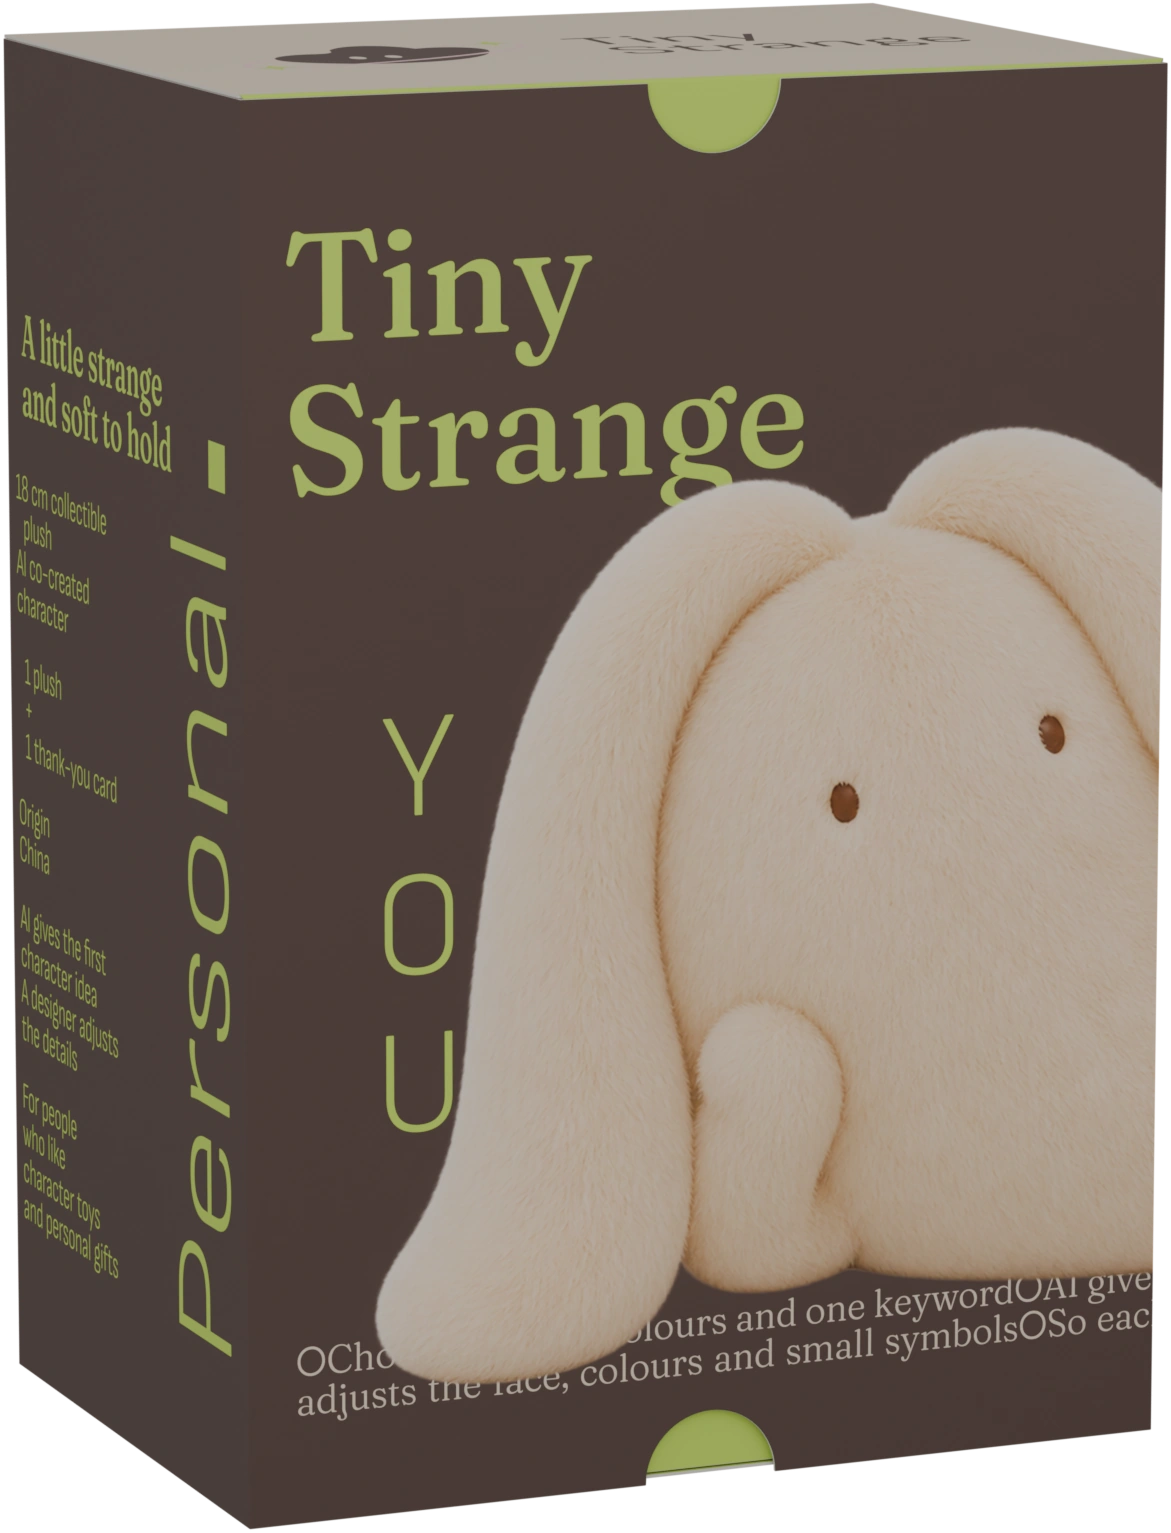 Tiny
Strange
Tiny
Strange
YOU
OCho olours and one keywordOAI give
adjusts the face, colours and small symbolsOSo eac
A little strange
and soft to hold
18 cm collectible
plush
AI co-created
character
1 plush
+
1 thank-you card
Origin
China
AI gives the first
character idea
A designer adjusts
the details
For people
who like
character toys
and personal gifts
Personal-